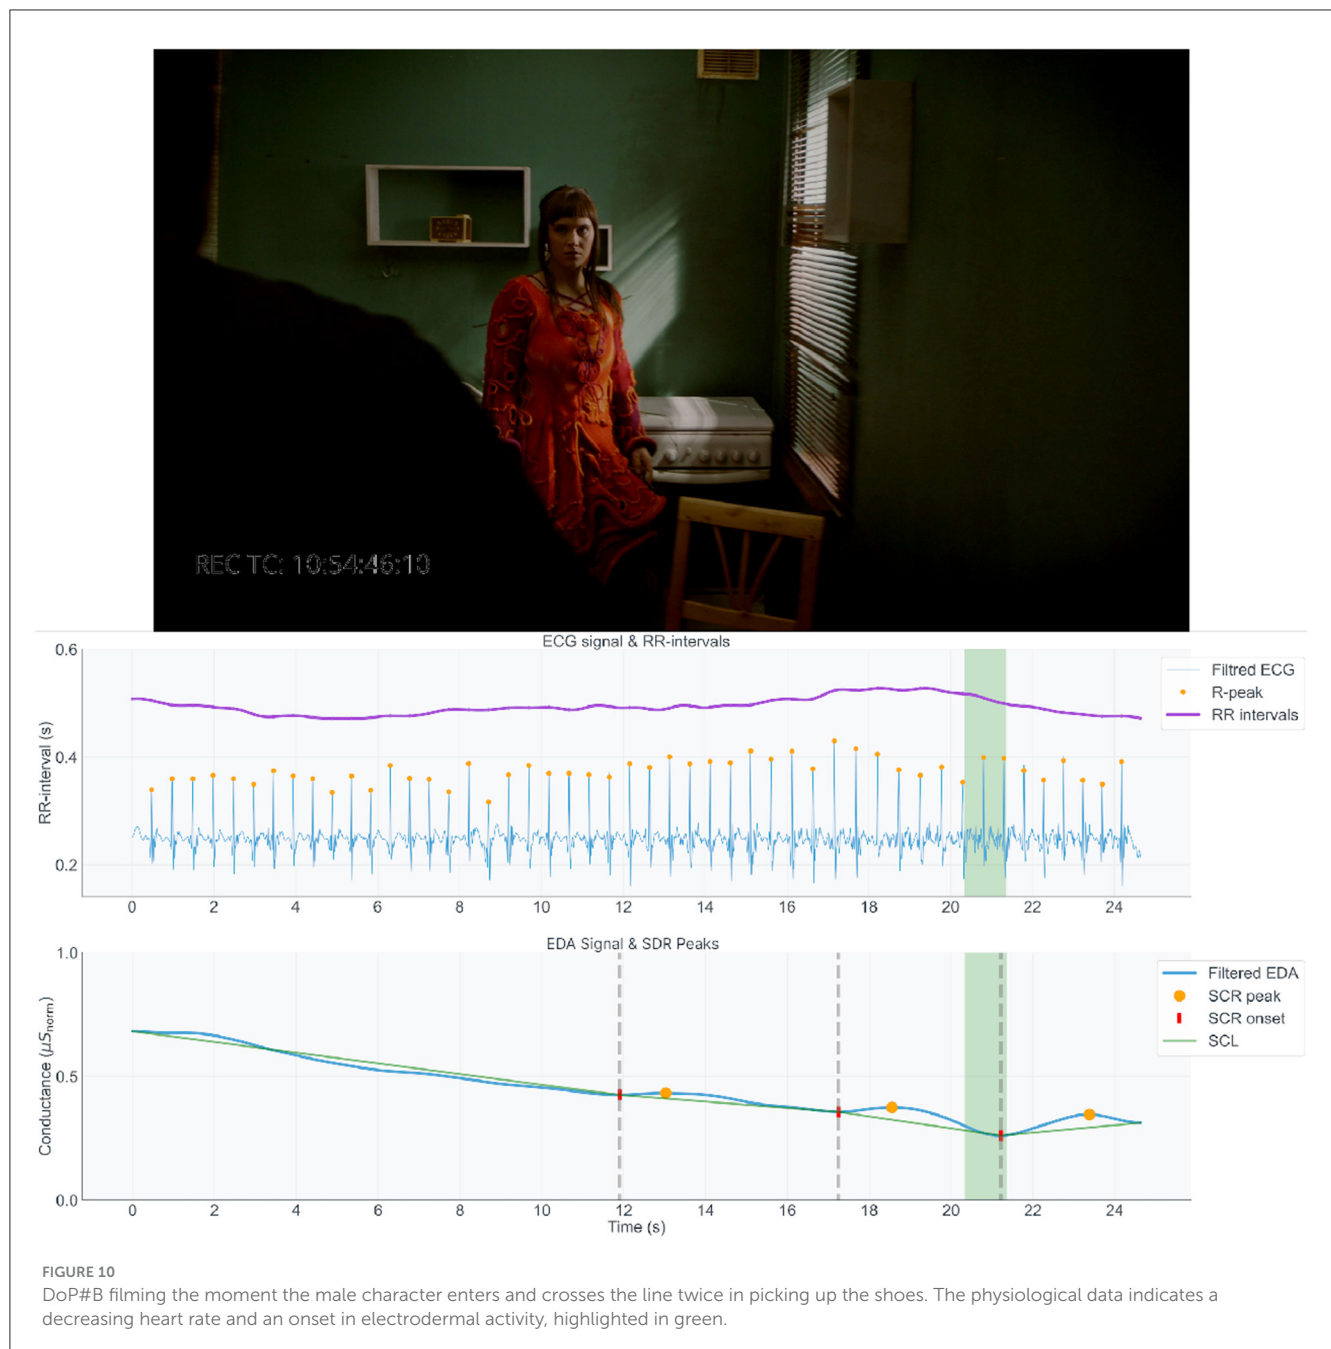 REC TC: 10:54:46:10
ECG signal & RR-intervals
0.6
0.4
0.2
RR-interval (s)
Filtred ECG
R-peak
RR intervals
0 2 4 6 8 10 12 14 16 18 20 22 24
EDA Signal & SDR Peaks
1.0
0.5
0.0
Conductance (μS_norm)
Filtered EDA
SCR peak
SCR onset
SCL
0 2 4 6 8 10 12 14 16 18 20 22 24
Time (s)
FIGURE 10
DoP#B filming the moment the male character enters and crosses the line twice in picking up the shoes. The physiological data indicates a
decreasing heart rate and an onset in electrodermal activity, highlighted in green.